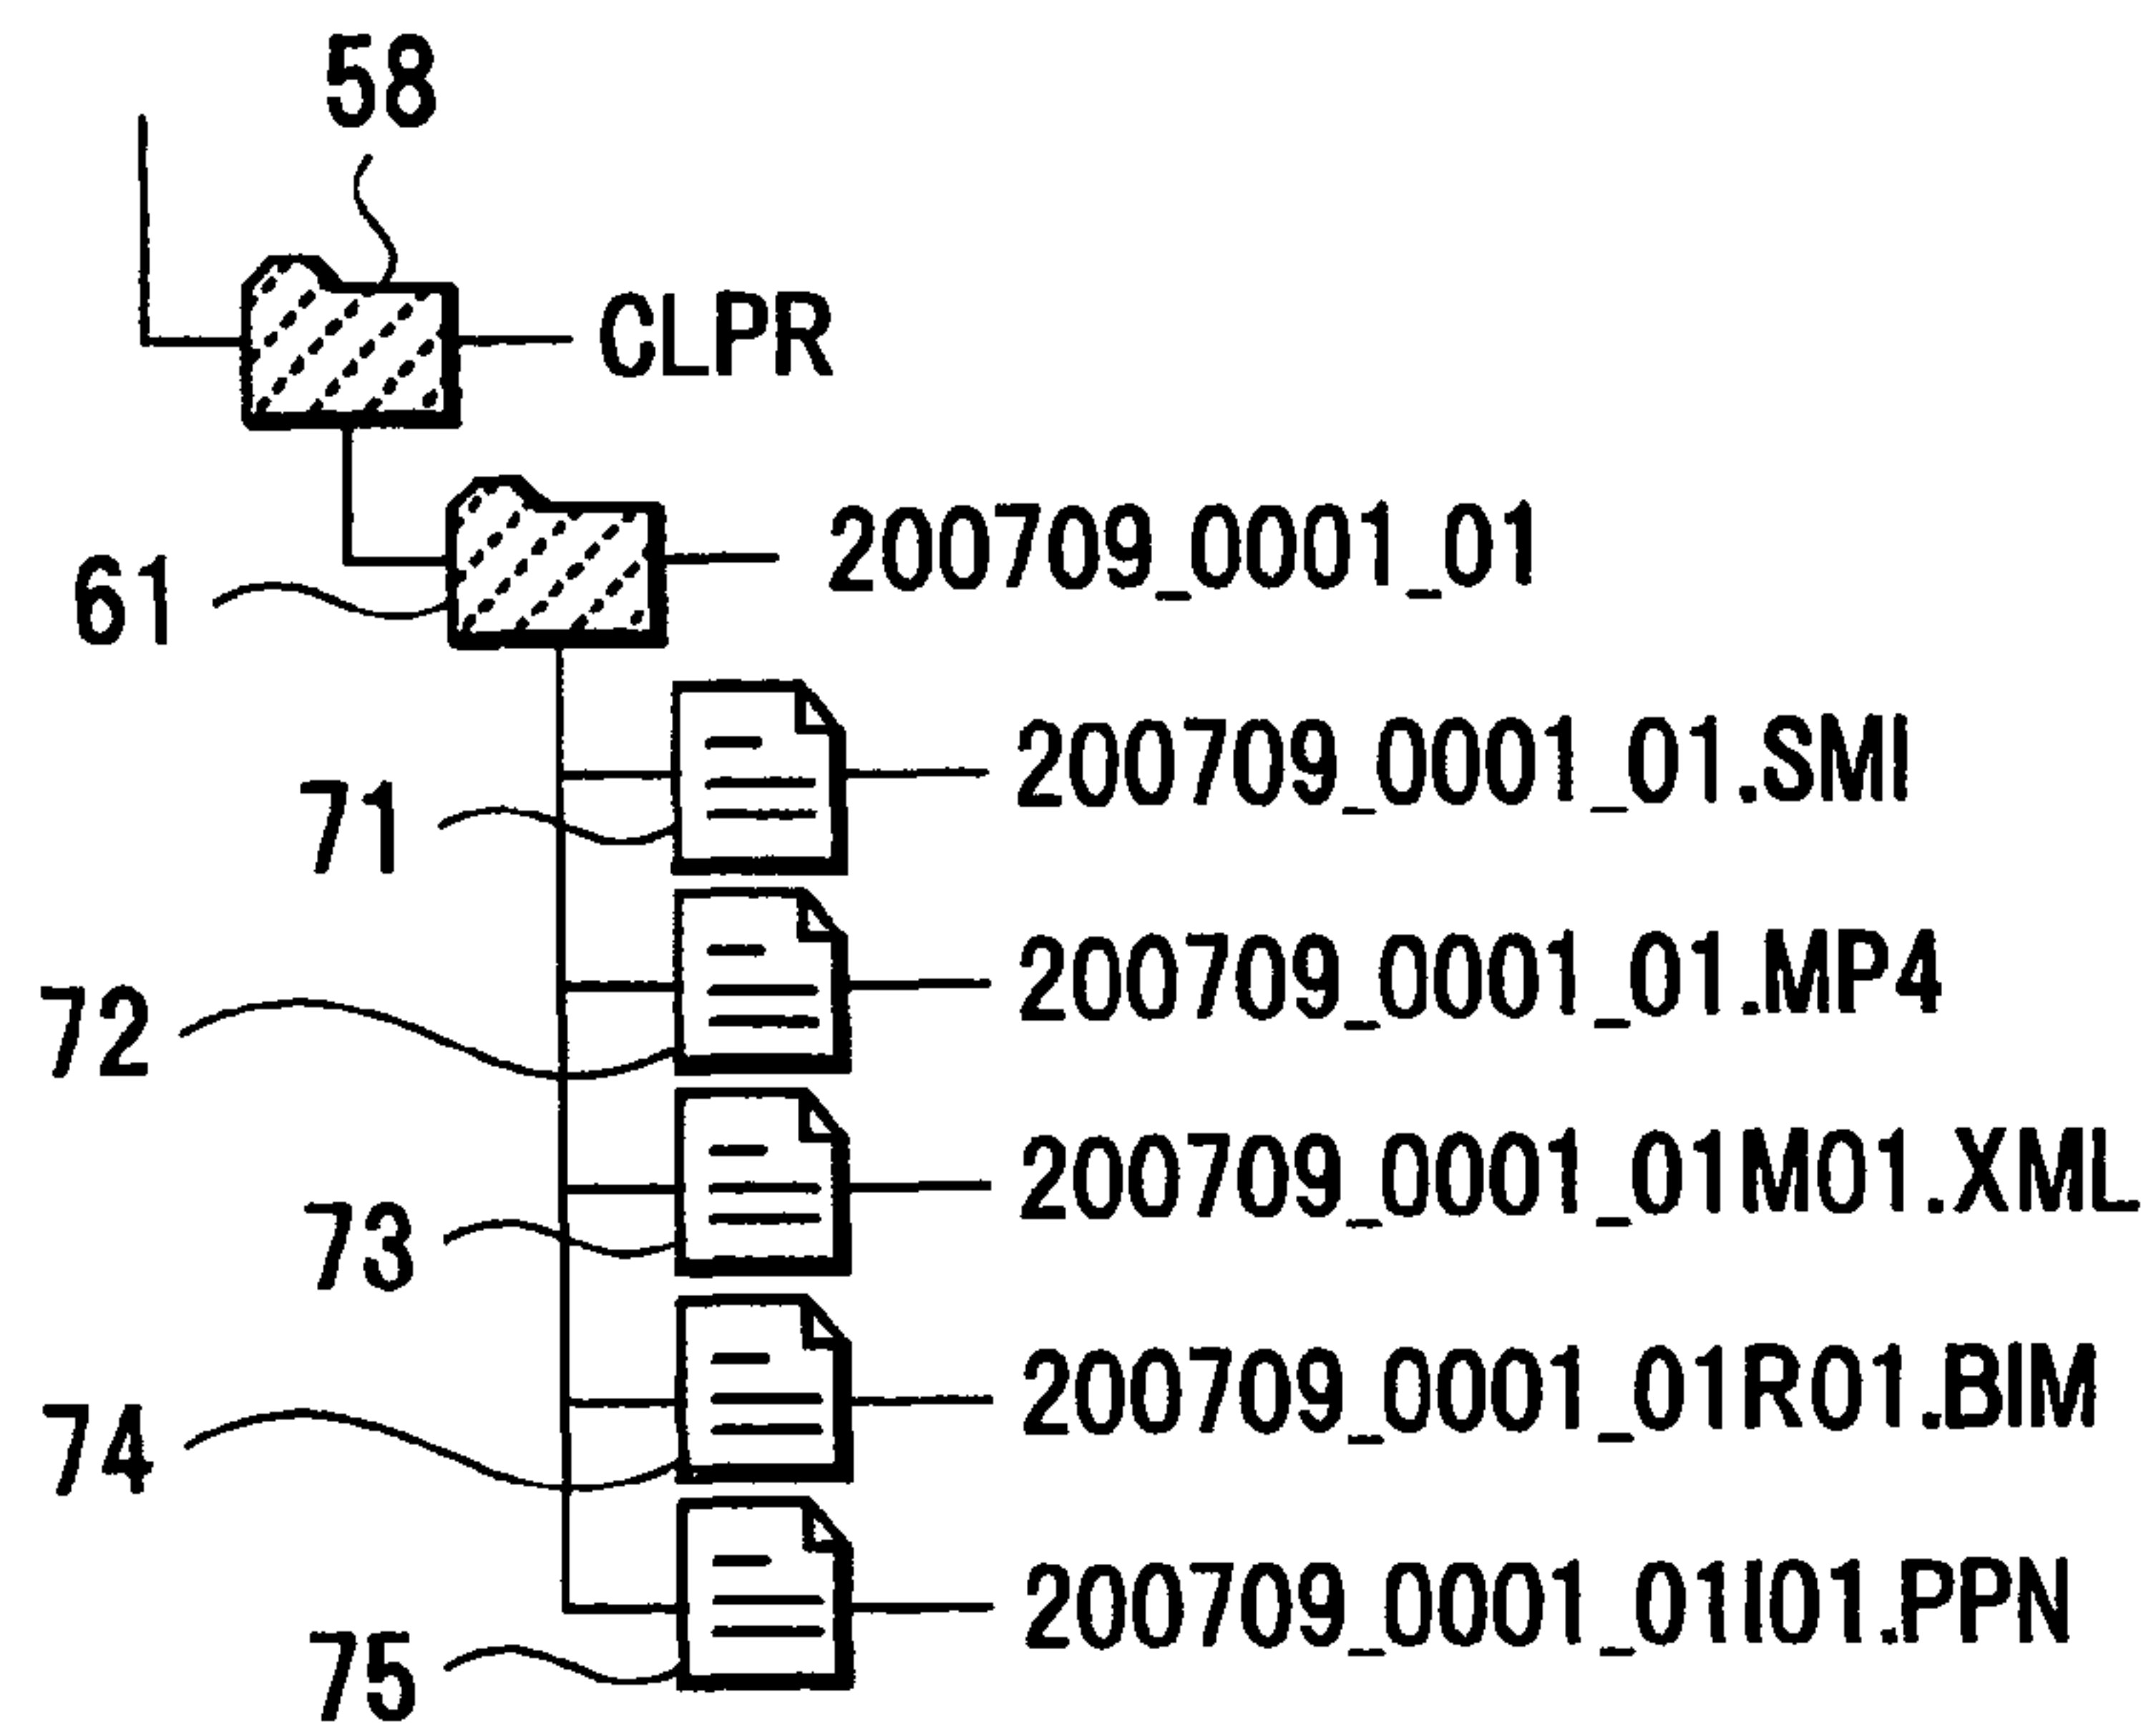 58
CLPR
61 200709_0001_01
71 200709_0001_01.SMI
72 200709_0001_01.MP4
73 200709_0001_01M01.XML
74 200709_0001_01R01.BIM
75 200709_0001_01I01.PPN